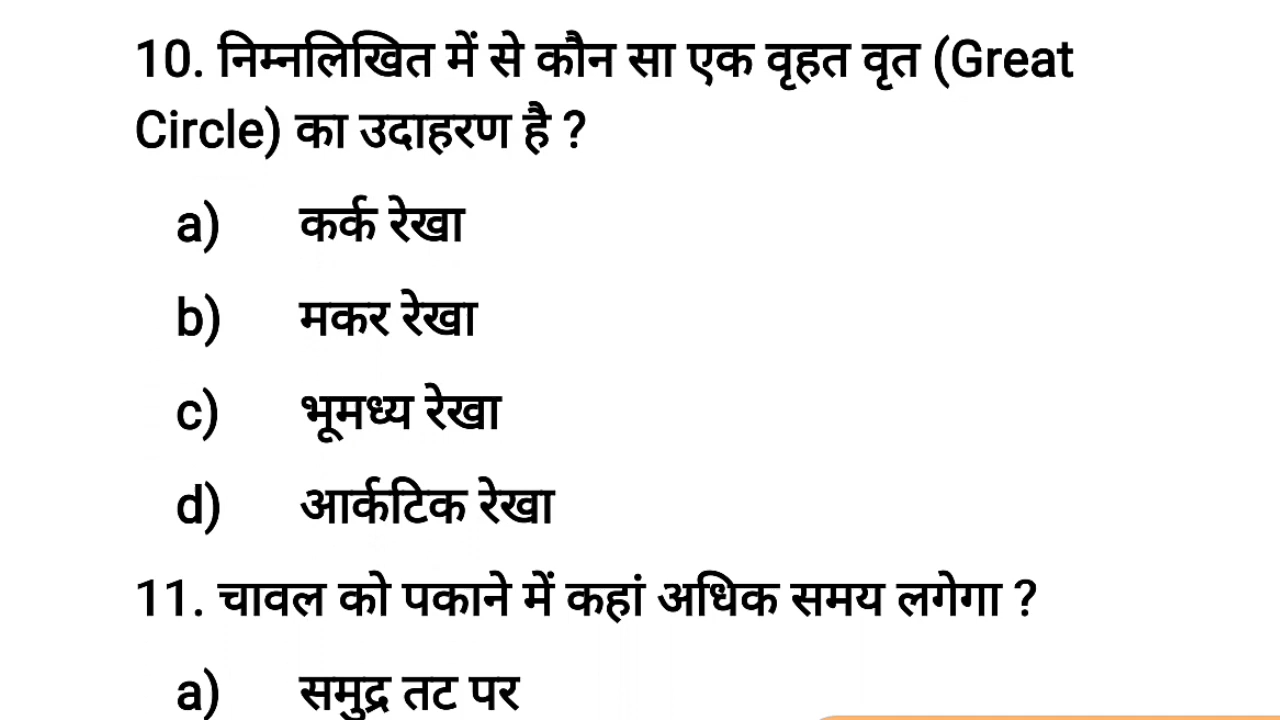 10. निम्नलिखित में से कौन सा एक वृहत वृत (Great
Circle) का उदाहरण है ?
a) कर्क रेखा
b) मकर रेखा
c) भूमध्य रेखा
d) आर्कटिक रेखा
11. चावल को पकाने में कहां अधिक समय लगेगा ?
a) समुद्र तट पर